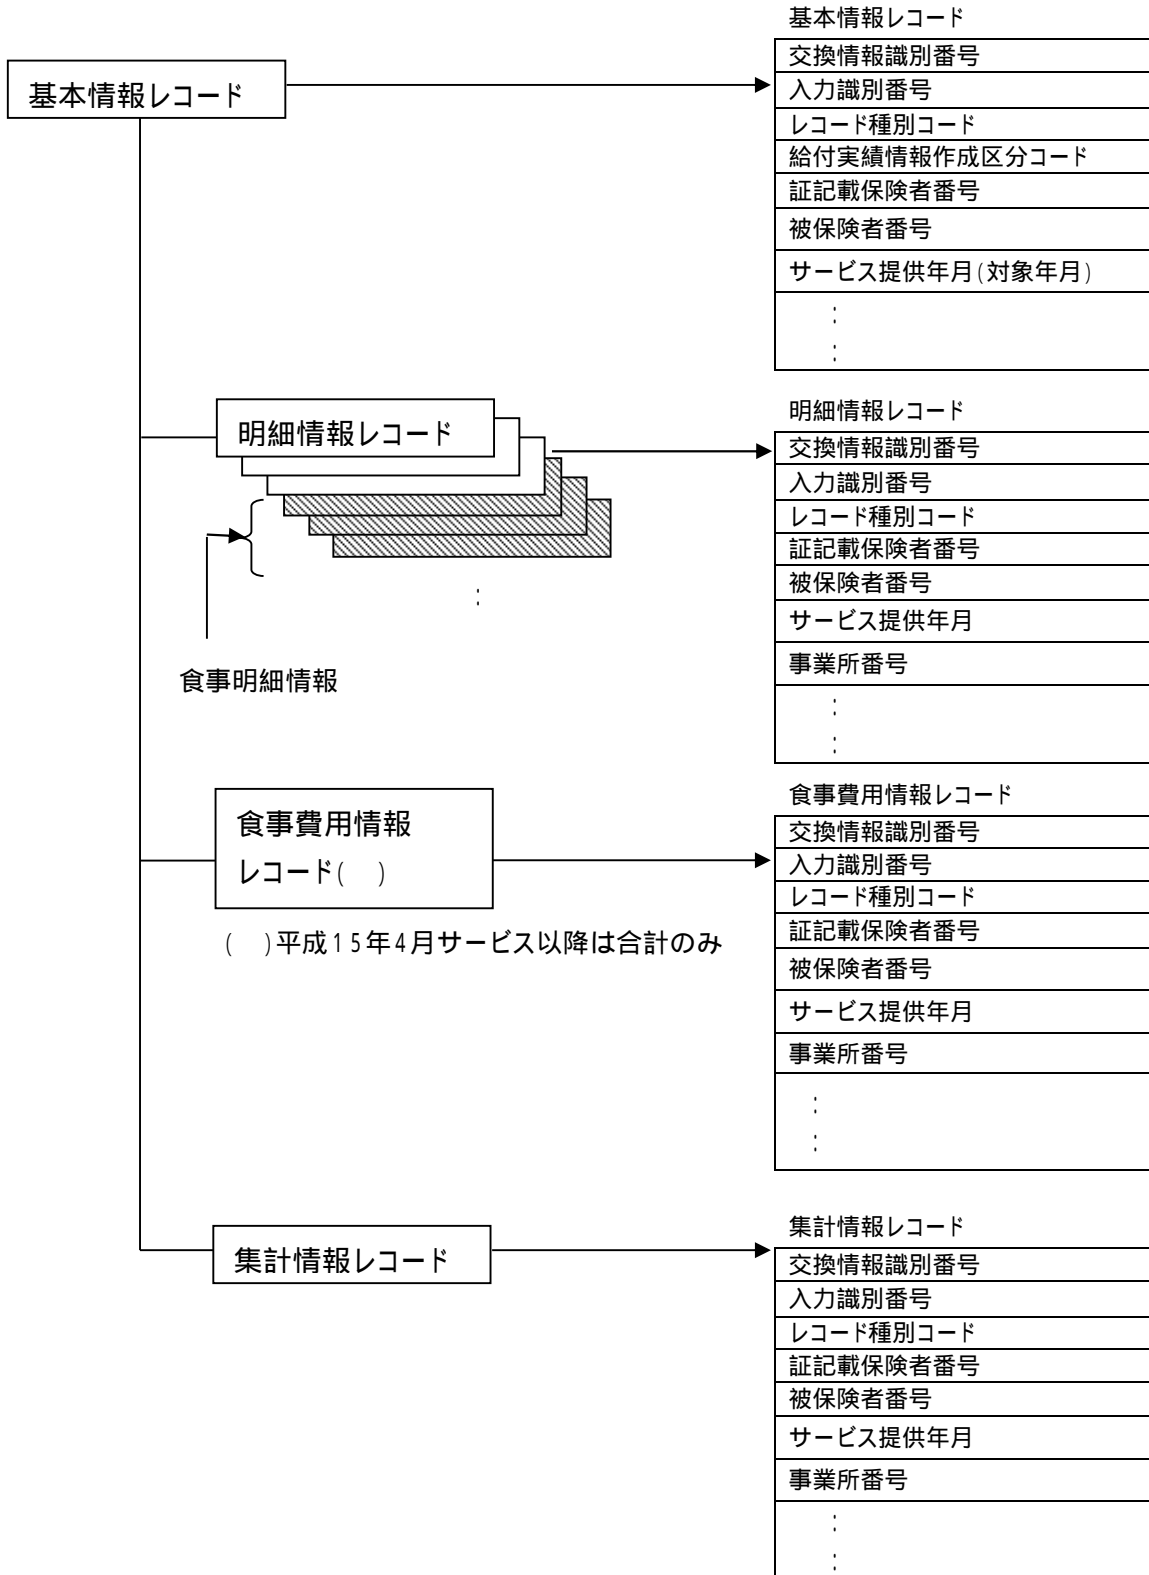 基本情報レコード
基本情報レコード
交換情報識別番号
入力識別番号
レコード種別コード
給付実績情報作成区分コード
証記載保険者番号
被保険者番号
サービス提供年月(対象年月)
:
:
明細情報レコード
食事明細情報
:
明細情報レコード
交換情報識別番号
入力識別番号
レコード種別コード
証記載保険者番号
被保険者番号
サービス提供年月
事業所番号
:
:
食事費用情報
レコード(　)
(　)平成15年4月サービス以降は合計のみ
食事費用情報レコード
交換情報識別番号
入力識別番号
レコード種別コード
証記載保険者番号
被保険者番号
サービス提供年月
事業所番号
:
:
集計情報レコード
集計情報レコード
交換情報識別番号
入力識別番号
レコード種別コード
証記載保険者番号
被保険者番号
サービス提供年月
事業所番号
:
: